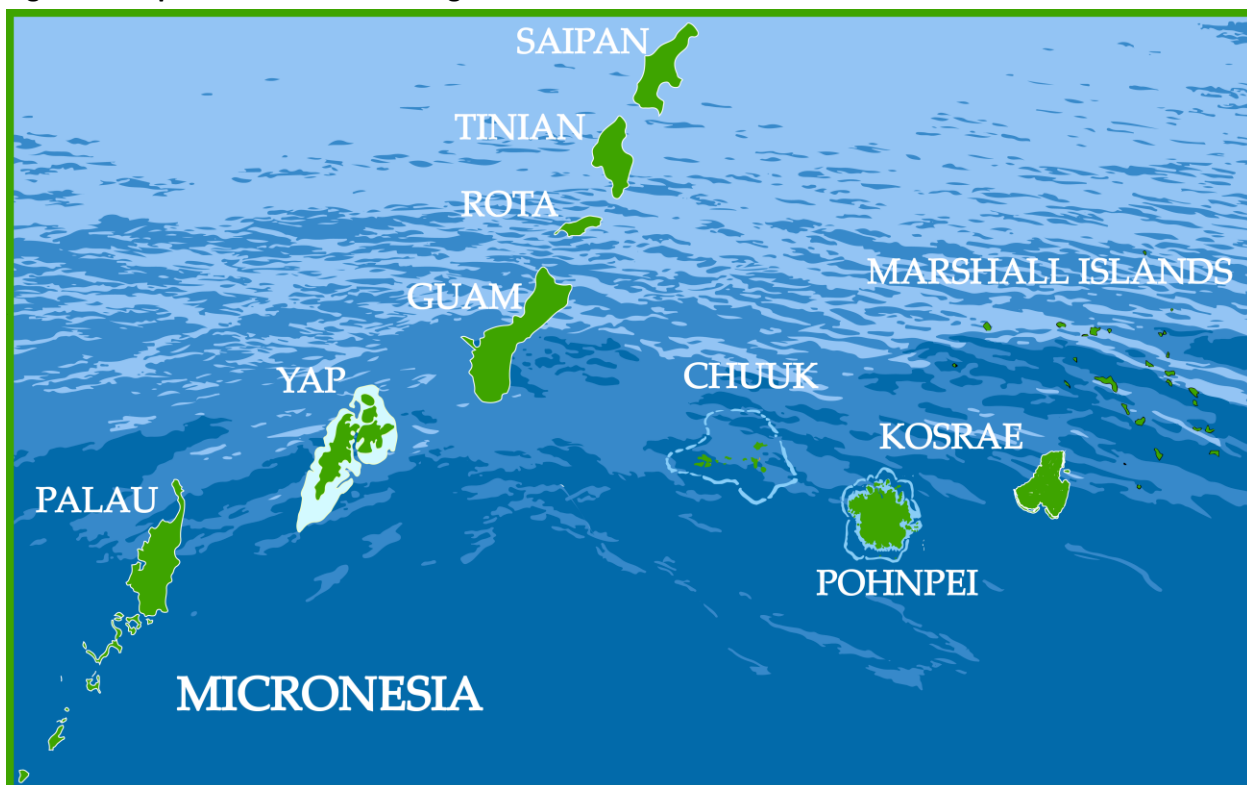 SAIPAN
TINIAN
ROTA
MARSHALL ISLANDS
GUAM
CHUUK
YAP
KOSRAE
PALAU
POHNPEI
MICRONESIA